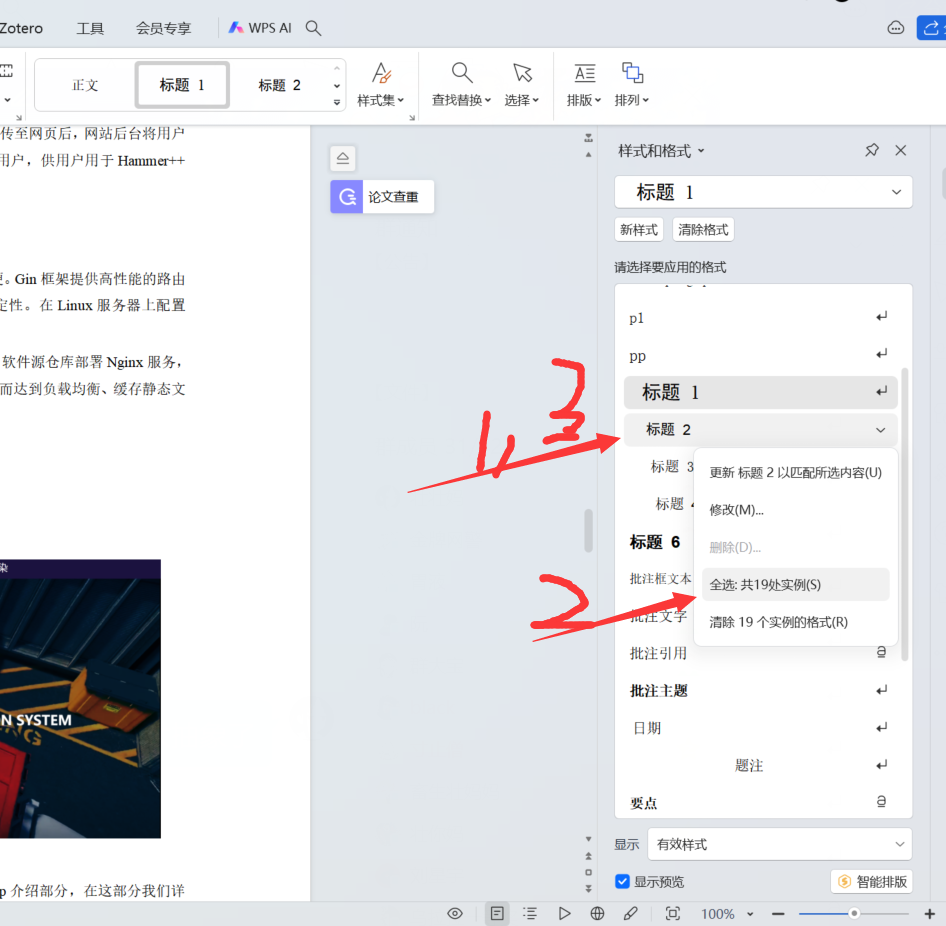 Zotero 工具 会员专享 WPS AI
正文 标题 1 标题 2 样式集 查找替换 选择 排版 排列
传至网页后，网站后台将用户
用户，供用户用于 Hammer++
论文查重
。Gin 框架提供高性能的路由
定性。在 Linux 服务器上配置
软件源仓库部署 Nginx 服务，
而达到负载均衡、缓存静态文
染
N SYSTEM
p 介绍部分，在这部分我们详
样式和格式
标题 1
新样式 清除格式
请选择要应用的格式
p1
pp
标题 1
标题 2
标题 3
标题 4
标题 6
批注框文本
批注文字
批注引用
批注主题
日期
题注
要点
更新 标题 2 以匹配所选内容(U)
修改(M)...
删除(D)...
全选: 共19处实例(S)
清除 19 个实例的格式(R)
1, 3
2
显示 有效样式
显示预览 智能排版
100%